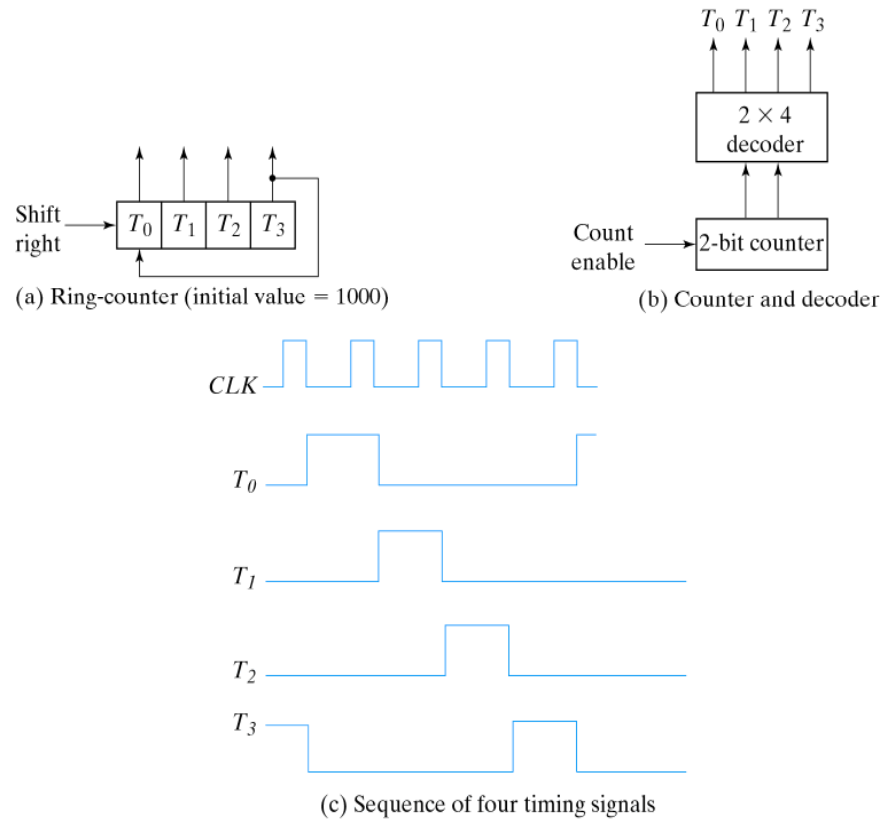 T0 T1 T2 T3
2 × 4
decoder
Shift
right
T0 T1 T2 T3
Count
enable
2-bit counter
(a) Ring-counter (initial value = 1000)
(b) Counter and decoder
CLK
T0
T1
T2
T3
(c) Sequence of four timing signals